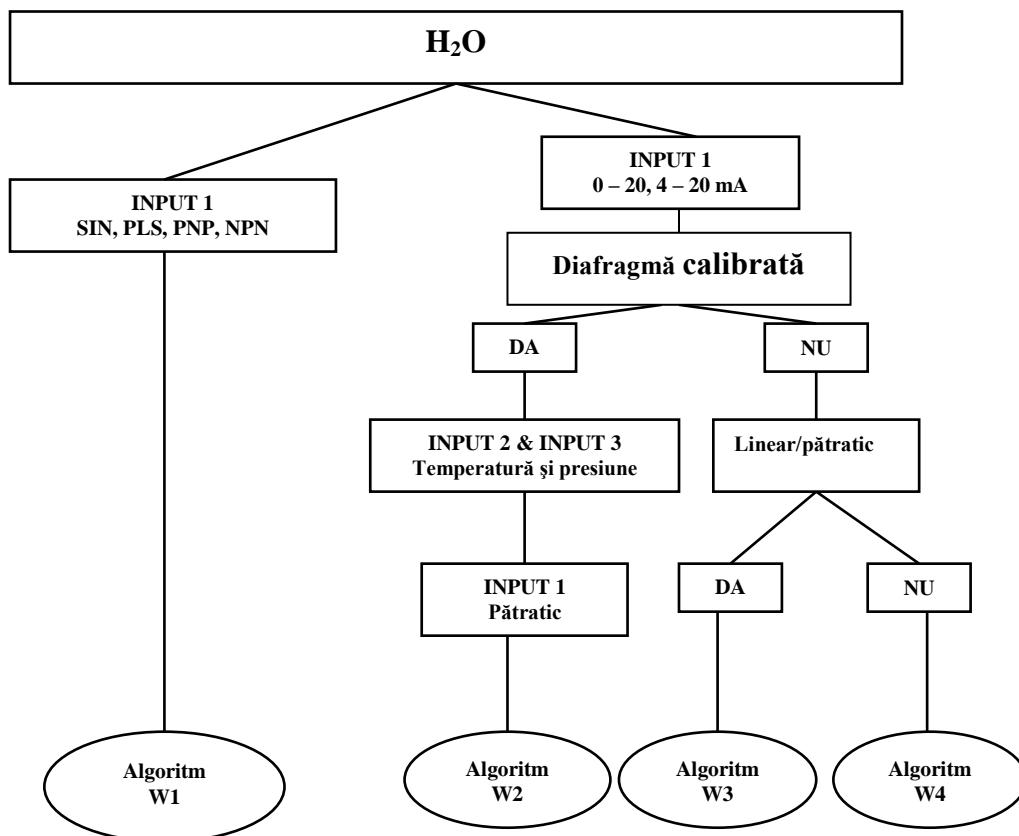 H₂O
INPUT 1
0 – 20, 4 – 20 mA
INPUT 1
SIN, PLS, PNP, NPN
Diafragmă calibrată
DA
NU
INPUT 2 & INPUT 3
Temperatură şi presiune
Linear/pătratic
INPUT 1
Pătratic
DA
NU
Algoritm
W1
Algoritm
W2
Algoritm
W3
Algoritm
W4